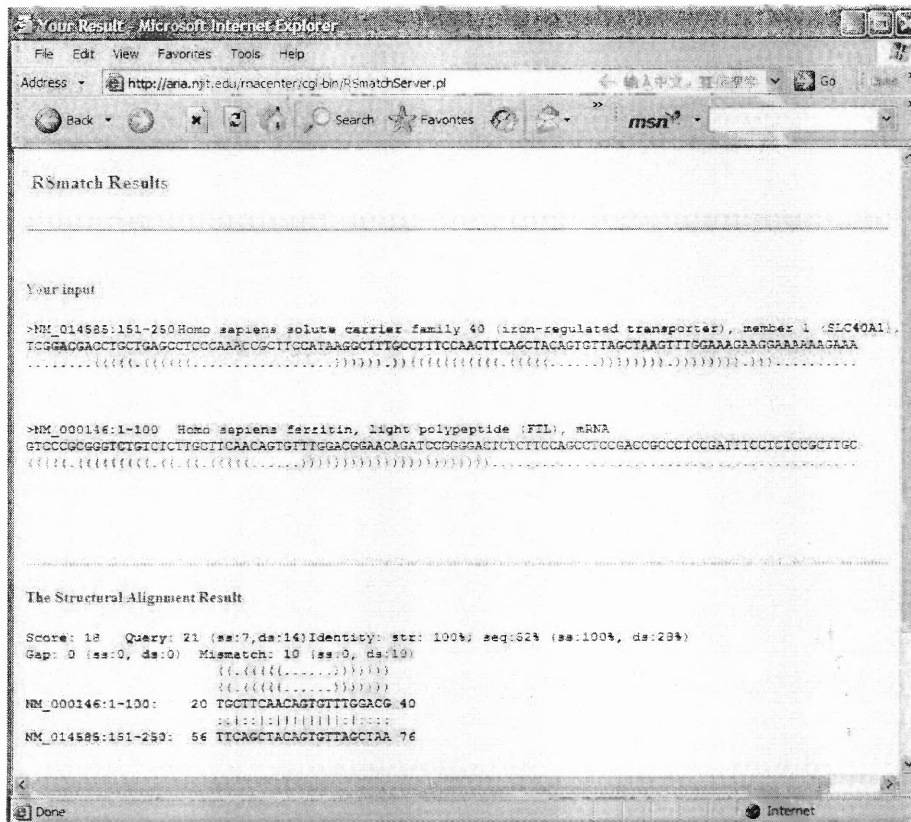 Your Result - Microsoft Internet Explorer
File Edit View Favorites Tools Help
Address http://aria.njit.edu/rnacenter/cgi-bin/RSmatchServer.pl Go
Back Search Favorites msn
RSmatch Results
Your input
>NM_014585:151-250 Homo sapiens solute carrier family 40 (iron-regulated transporter), member 1 (SLC40A1),
TCGGACGAGCTGCTGAGCCTCCCAAACCGCTTCCATAAGGCTTTGCCTTTCCAACTTCAGCTACAGTGTTAGCTAAGTTTGGAAAGAAGGAAAAAAGAAA
>NM_000146:1-100 Homo sapiens ferritin, light polypeptide (FTL), mRNA
GTCCCGCGGGTCTGTCTCTTGCTTCAACAGTGTTTGGACGGAACAGATCCGGGGACTCTCTTCCAGCCTCCGACCGCCCTCCGATTTCCTCTCCGCTTGC
The Structural Alignment Result
Score: 18 Query: 21 (ss:7,ds:14)Identity: str: 100%; seq:52% (ss:100%, ds:28%)
Gap: 0 (ss:0, ds:0) Mismatch: 10 (ss:0, ds:10)
((.(((((......)))))))
((.(((((......)))))))
NM_000146:1-100: 20 TGCTTCAACAGTGTTTGGACG 40
NM_014585:151-250: 56 TTCAGCTACAGTGTTAGCTAA 76
Done Internet